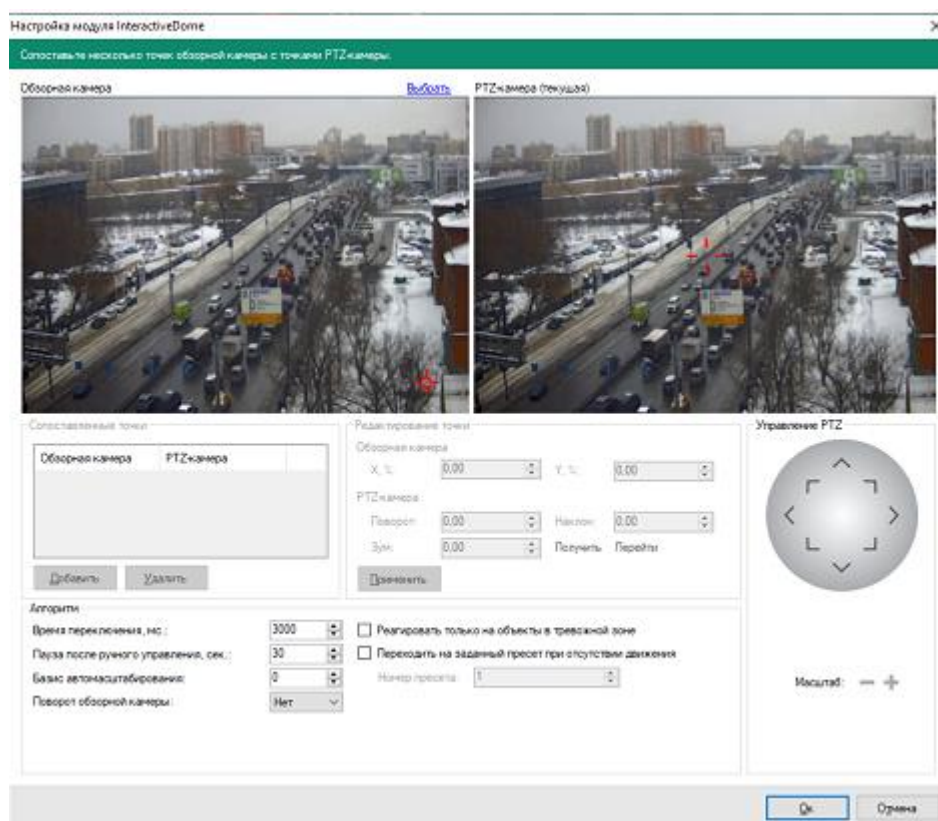 Настройка модуля InteractiveDome
Сопоставьте несколько точек обзорной камеры с точками PTZ-камеры.
Обзорная камера
Выбрать
PTZ-камера (текущая)
Сопоставленные точки
Обзорная камера PTZ-камера
Добавить Удалить
Редактирование точки
Обзорная камера
X, %: 0,00 Y, %: 0,00
PTZ-камера
Поворот: 0,00 Наклон: 0,00
Зум: 0,00 Получить Перейти
Применить
Управление PTZ
Масштаб:
Алгоритм
Время переключения, мс.: 3000
Пауза после ручного управления, сек.: 30
Базис автомасштабирования: 0
Поворот обзорной камеры: Нет
Реагировать только на объекты в тревожной зоне
Переходить на заданный пресет при отсутствии движения
Номер пресета: 1
Ок Отмена